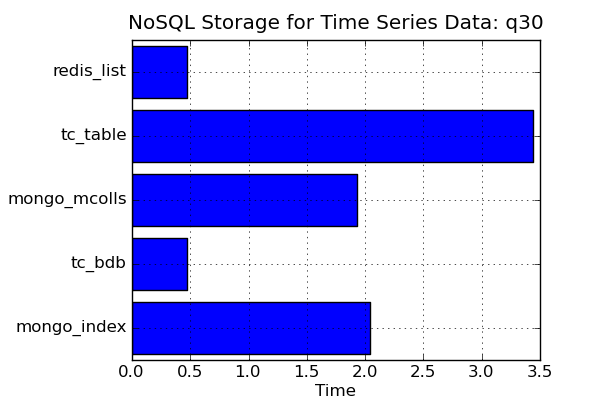 NoSQL Storage for Time Series Data: q30
redis_list
tc_table
mongo_mcolls
tc_bdb
mongo_index
0.0 0.5 1.0 1.5 2.0 2.5 3.0 3.5
Time